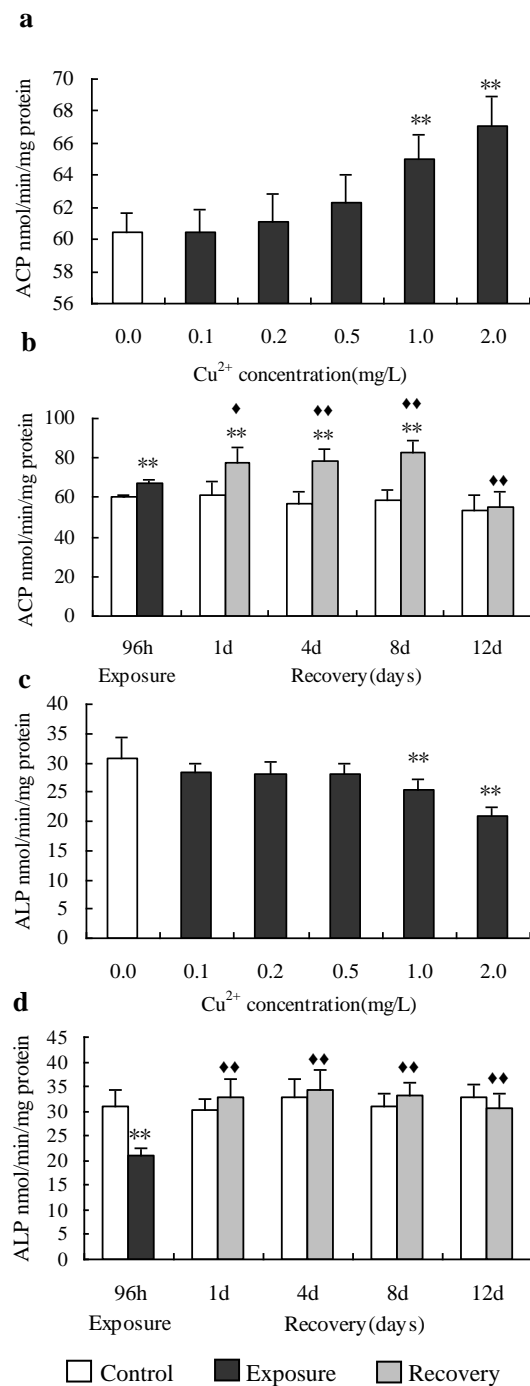 a
ACP nmol/min/mg protein
70
68
66
64
62
60
58
56
**
**
0.0 0.1 0.2 0.5 1.0 2.0
Cu²⁺ concentration(mg/L)
b
ACP nmol/min/mg protein
100
80
60
40
20
0
**
♦
**
♦♦
**
♦♦
**
♦♦
96h 1d 4d 8d 12d
Exposure Recovery(days)
c
ALP nmol/min/mg protein
40
35
30
25
20
15
10
5
0
**
**
0.0 0.1 0.2 0.5 1.0 2.0
Cu²⁺ concentration(mg/L)
d
ALP nmol/min/mg protein
45
40
35
30
25
20
15
10
5
0
**
♦♦
♦♦
♦♦
♦♦
96h 1d 4d 8d 12d
Exposure Recovery(days)
Control Exposure Recovery